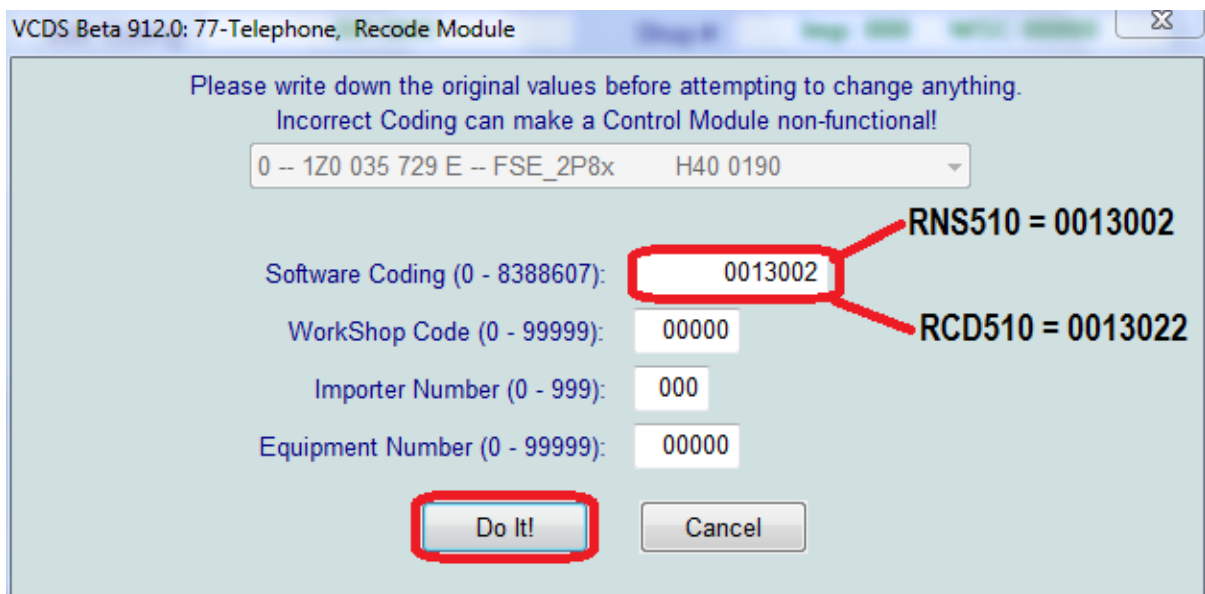 VCDS Beta 912.0: 77-Telephone, Recode Module
Please write down the original values before attempting to change anything.
Incorrect Coding can make a Control Module non-functional!
0 -- 1Z0 035 729 E -- FSE_2P8x H40 0190
RNS510 = 0013002
Software Coding (0 - 8388607): 0013002
RCD510 = 0013022
WorkShop Code (0 - 99999): 00000
Importer Number (0 - 999): 000
Equipment Number (0 - 99999): 00000
Do It! Cancel